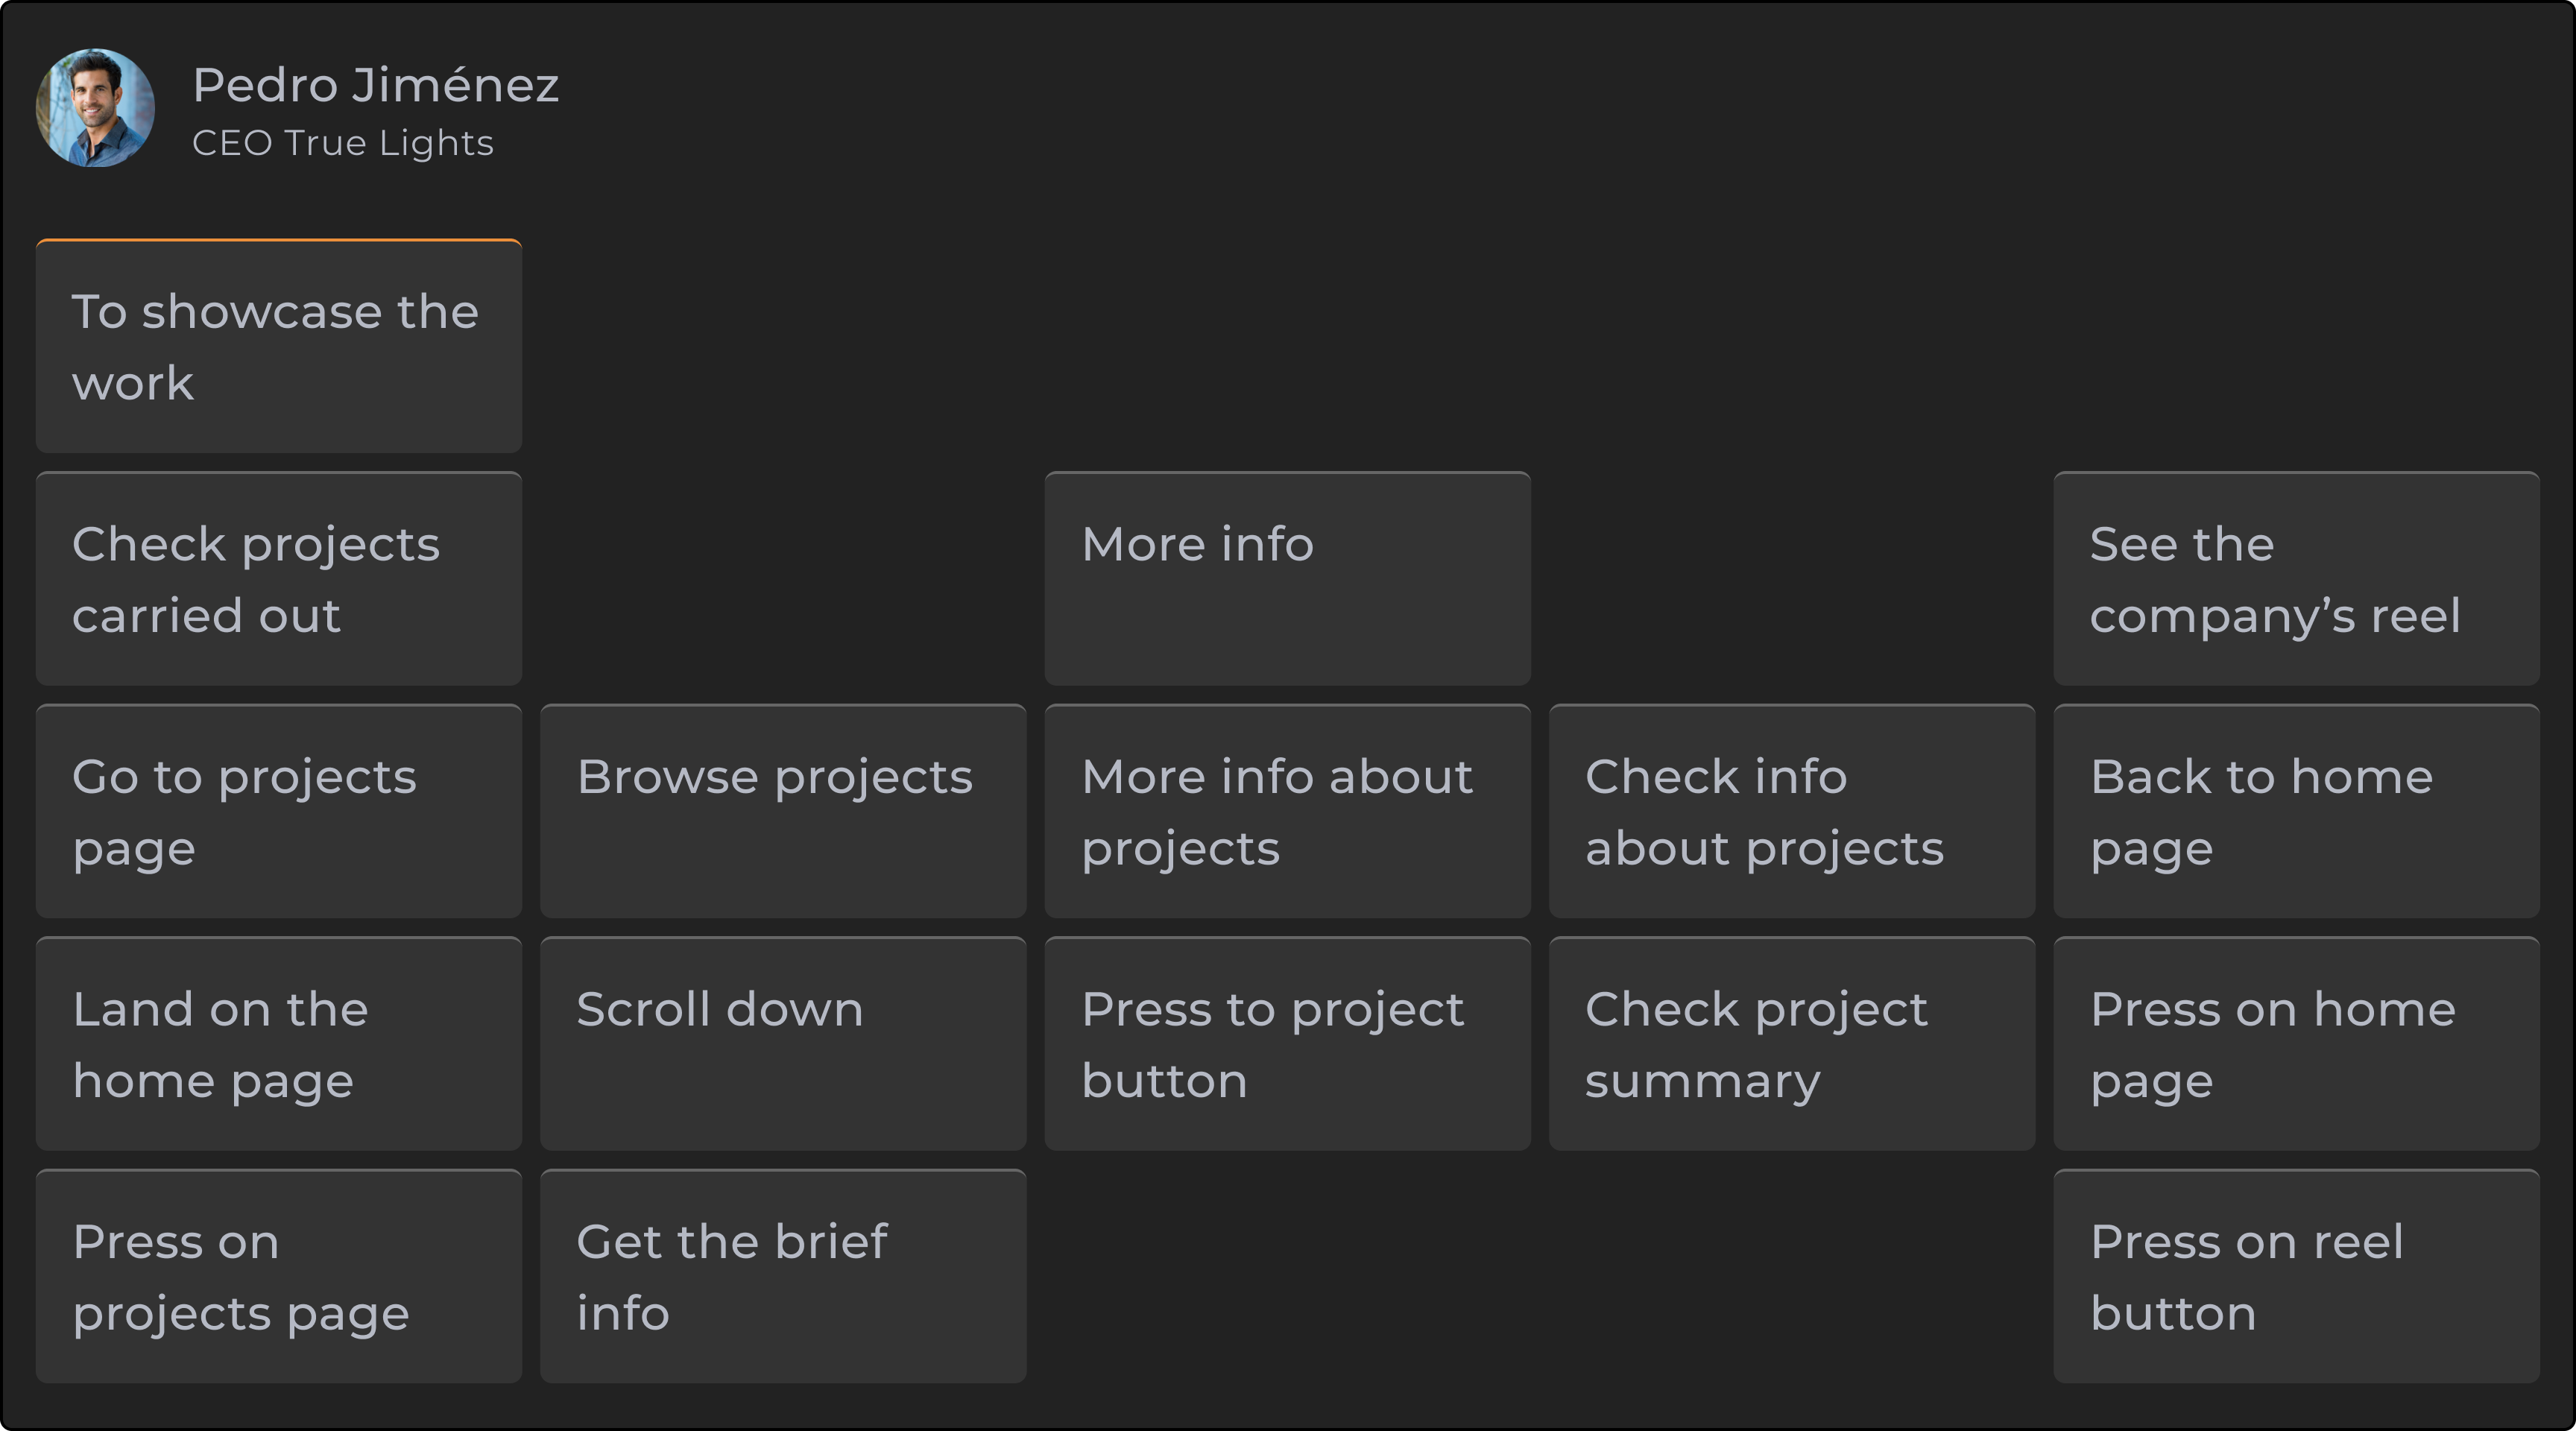 Pedro Jiménez
CEO True Lights
To showcase the
work
Check projects
carried out
More info
See the
company’s reel
Go to projects
page
Browse projects
More info about
projects
Check info
about projects
Back to home
page
Land on the
home page
Scroll down
Press to project
button
Check project
summary
Press on home
page
Press on
projects page
Get the brief
info
Press on reel
button